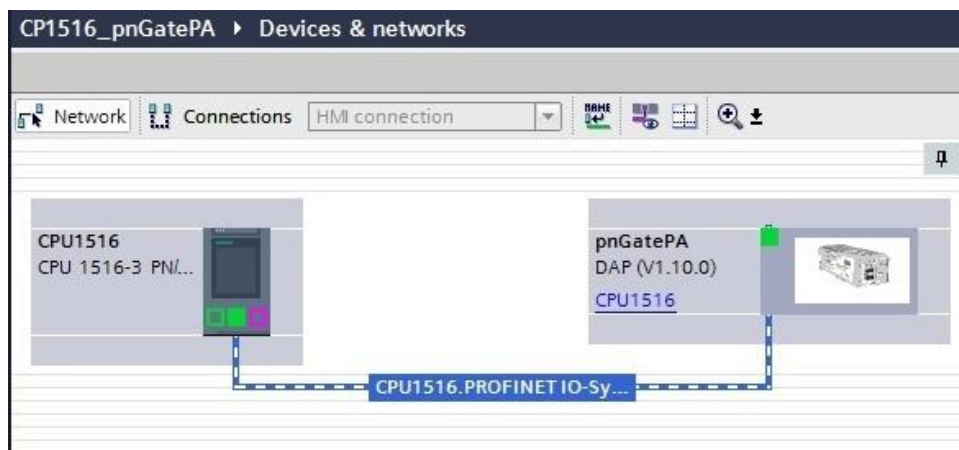 CP1516_pnGatePA ▸ Devices & networks
Network Connections HMI connection NAME
CPU1516
CPU 1516-3 PN/...
pnGatePA
DAP (V1.10.0)
CPU1516
CPU1516.PROFINET IO-Sy...